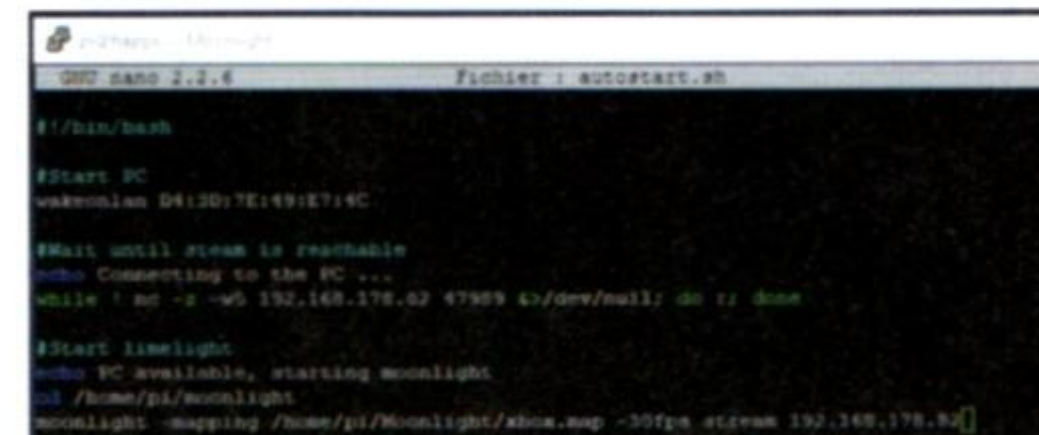 GNU nano 2.2.6 Fichier : autostart.sh
#!/bin/bash
#Start PC
wakeonlan D4:3D:7E:49:E7:4C
#Wait until steam is reachable
echo Connecting to the PC ...
while ! nc -z -w5 192.168.178.82 47989 &>/dev/null; do :; done
#Start limelight
echo PC available, starting moonlight
cd /home/pi/moonlight
moonlight -mapping /home/pi/Moonlight/xbox.map -30fps stream 192.168.178.82